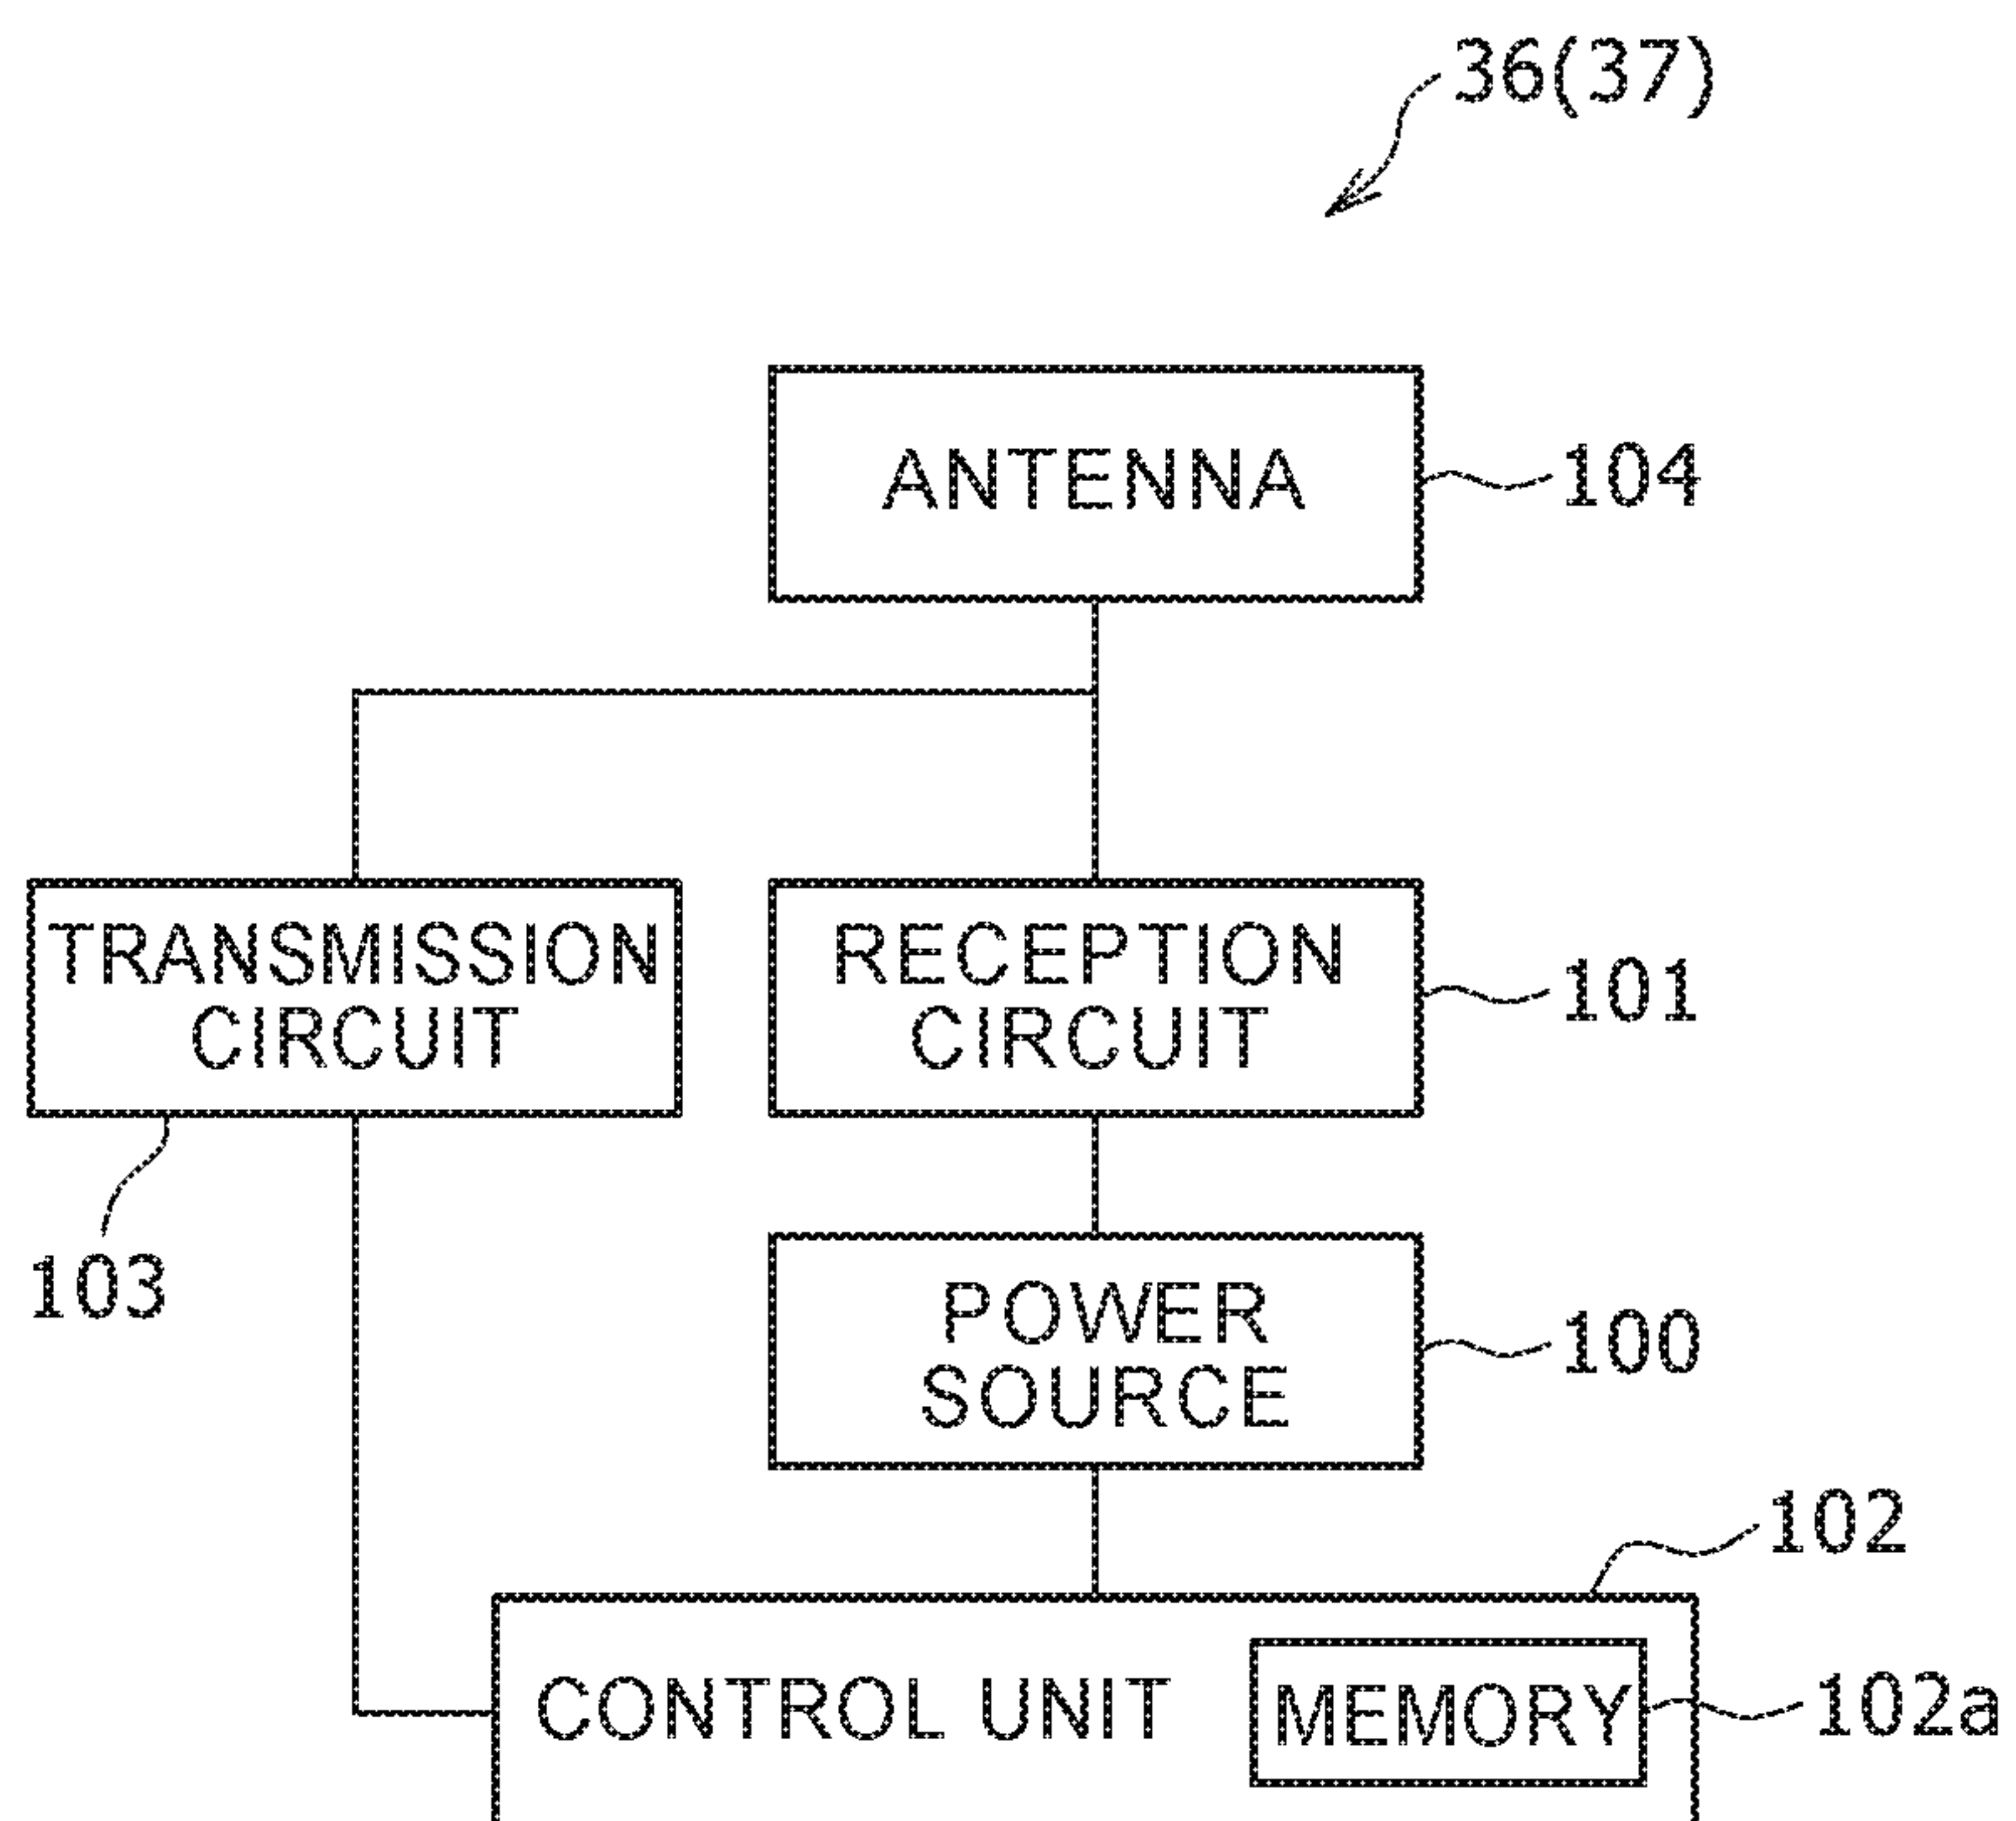 36(37)
ANTENNA
104
TRANSMISSION
CIRCUIT
RECEPTION
CIRCUIT
101
103
POWER
SOURCE
100
102
CONTROL UNIT
MEMORY
102a